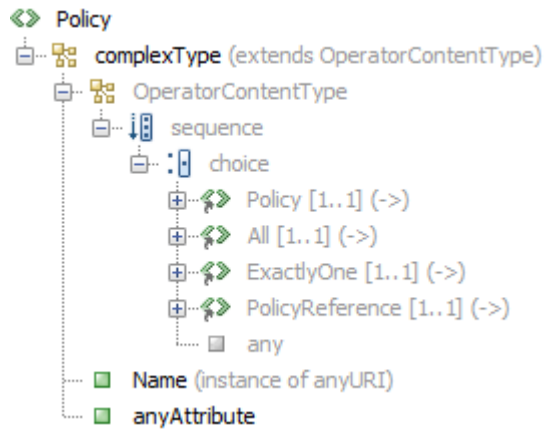 Policy
complexType (extends OperatorContentType)
OperatorContentType
sequence
choice
Policy [1..1] (->)
All [1..1] (->)
ExactlyOne [1..1] (->)
PolicyReference [1..1] (->)
any
Name (instance of anyURI)
anyAttribute